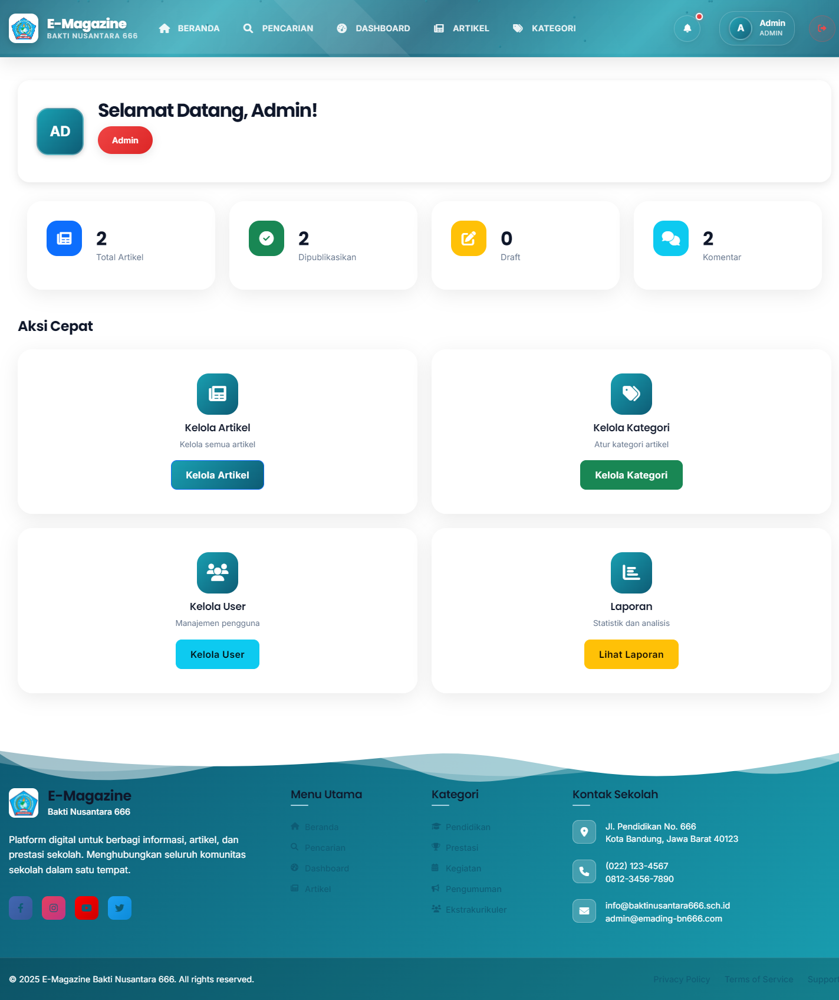 E-Magazine
BAKTI NUSANTARA 666
BERANDA
PENCARIAN
DASHBOARD
ARTIKEL
KATEGORI
A
Admin
ADMIN
AD
Selamat Datang, Admin!
Admin
2
Total Artikel
2
Dipublikasikan
0
Draft
2
Komentar
Aksi Cepat
Kelola Artikel
Kelola semua artikel
Kelola Artikel
Kelola Kategori
Atur kategori artikel
Kelola Kategori
Kelola User
Manajemen pengguna
Kelola User
Laporan
Statistik dan analisis
Lihat Laporan
E-Magazine
Bakti Nusantara 666
Platform digital untuk berbagi informasi, artikel, dan
prestasi sekolah. Menghubungkan seluruh komunitas
sekolah dalam satu tempat.
Menu Utama
Beranda
Pencarian
Dashboard
Artikel
Kategori
Pendidikan
Prestasi
Kegiatan
Pengumuman
Ekstrakurikuler
Kontak Sekolah
Jl. Pendidikan No. 666
Kota Bandung, Jawa Barat 40123
(022) 123-4567
0812-3456-7890
info@baktinusantara666.sch.id
admin@emading-bn666.com
© 2025 E-Magazine Bakti Nusantara 666. All rights reserved.
Privacy Policy
Terms of Service
Support